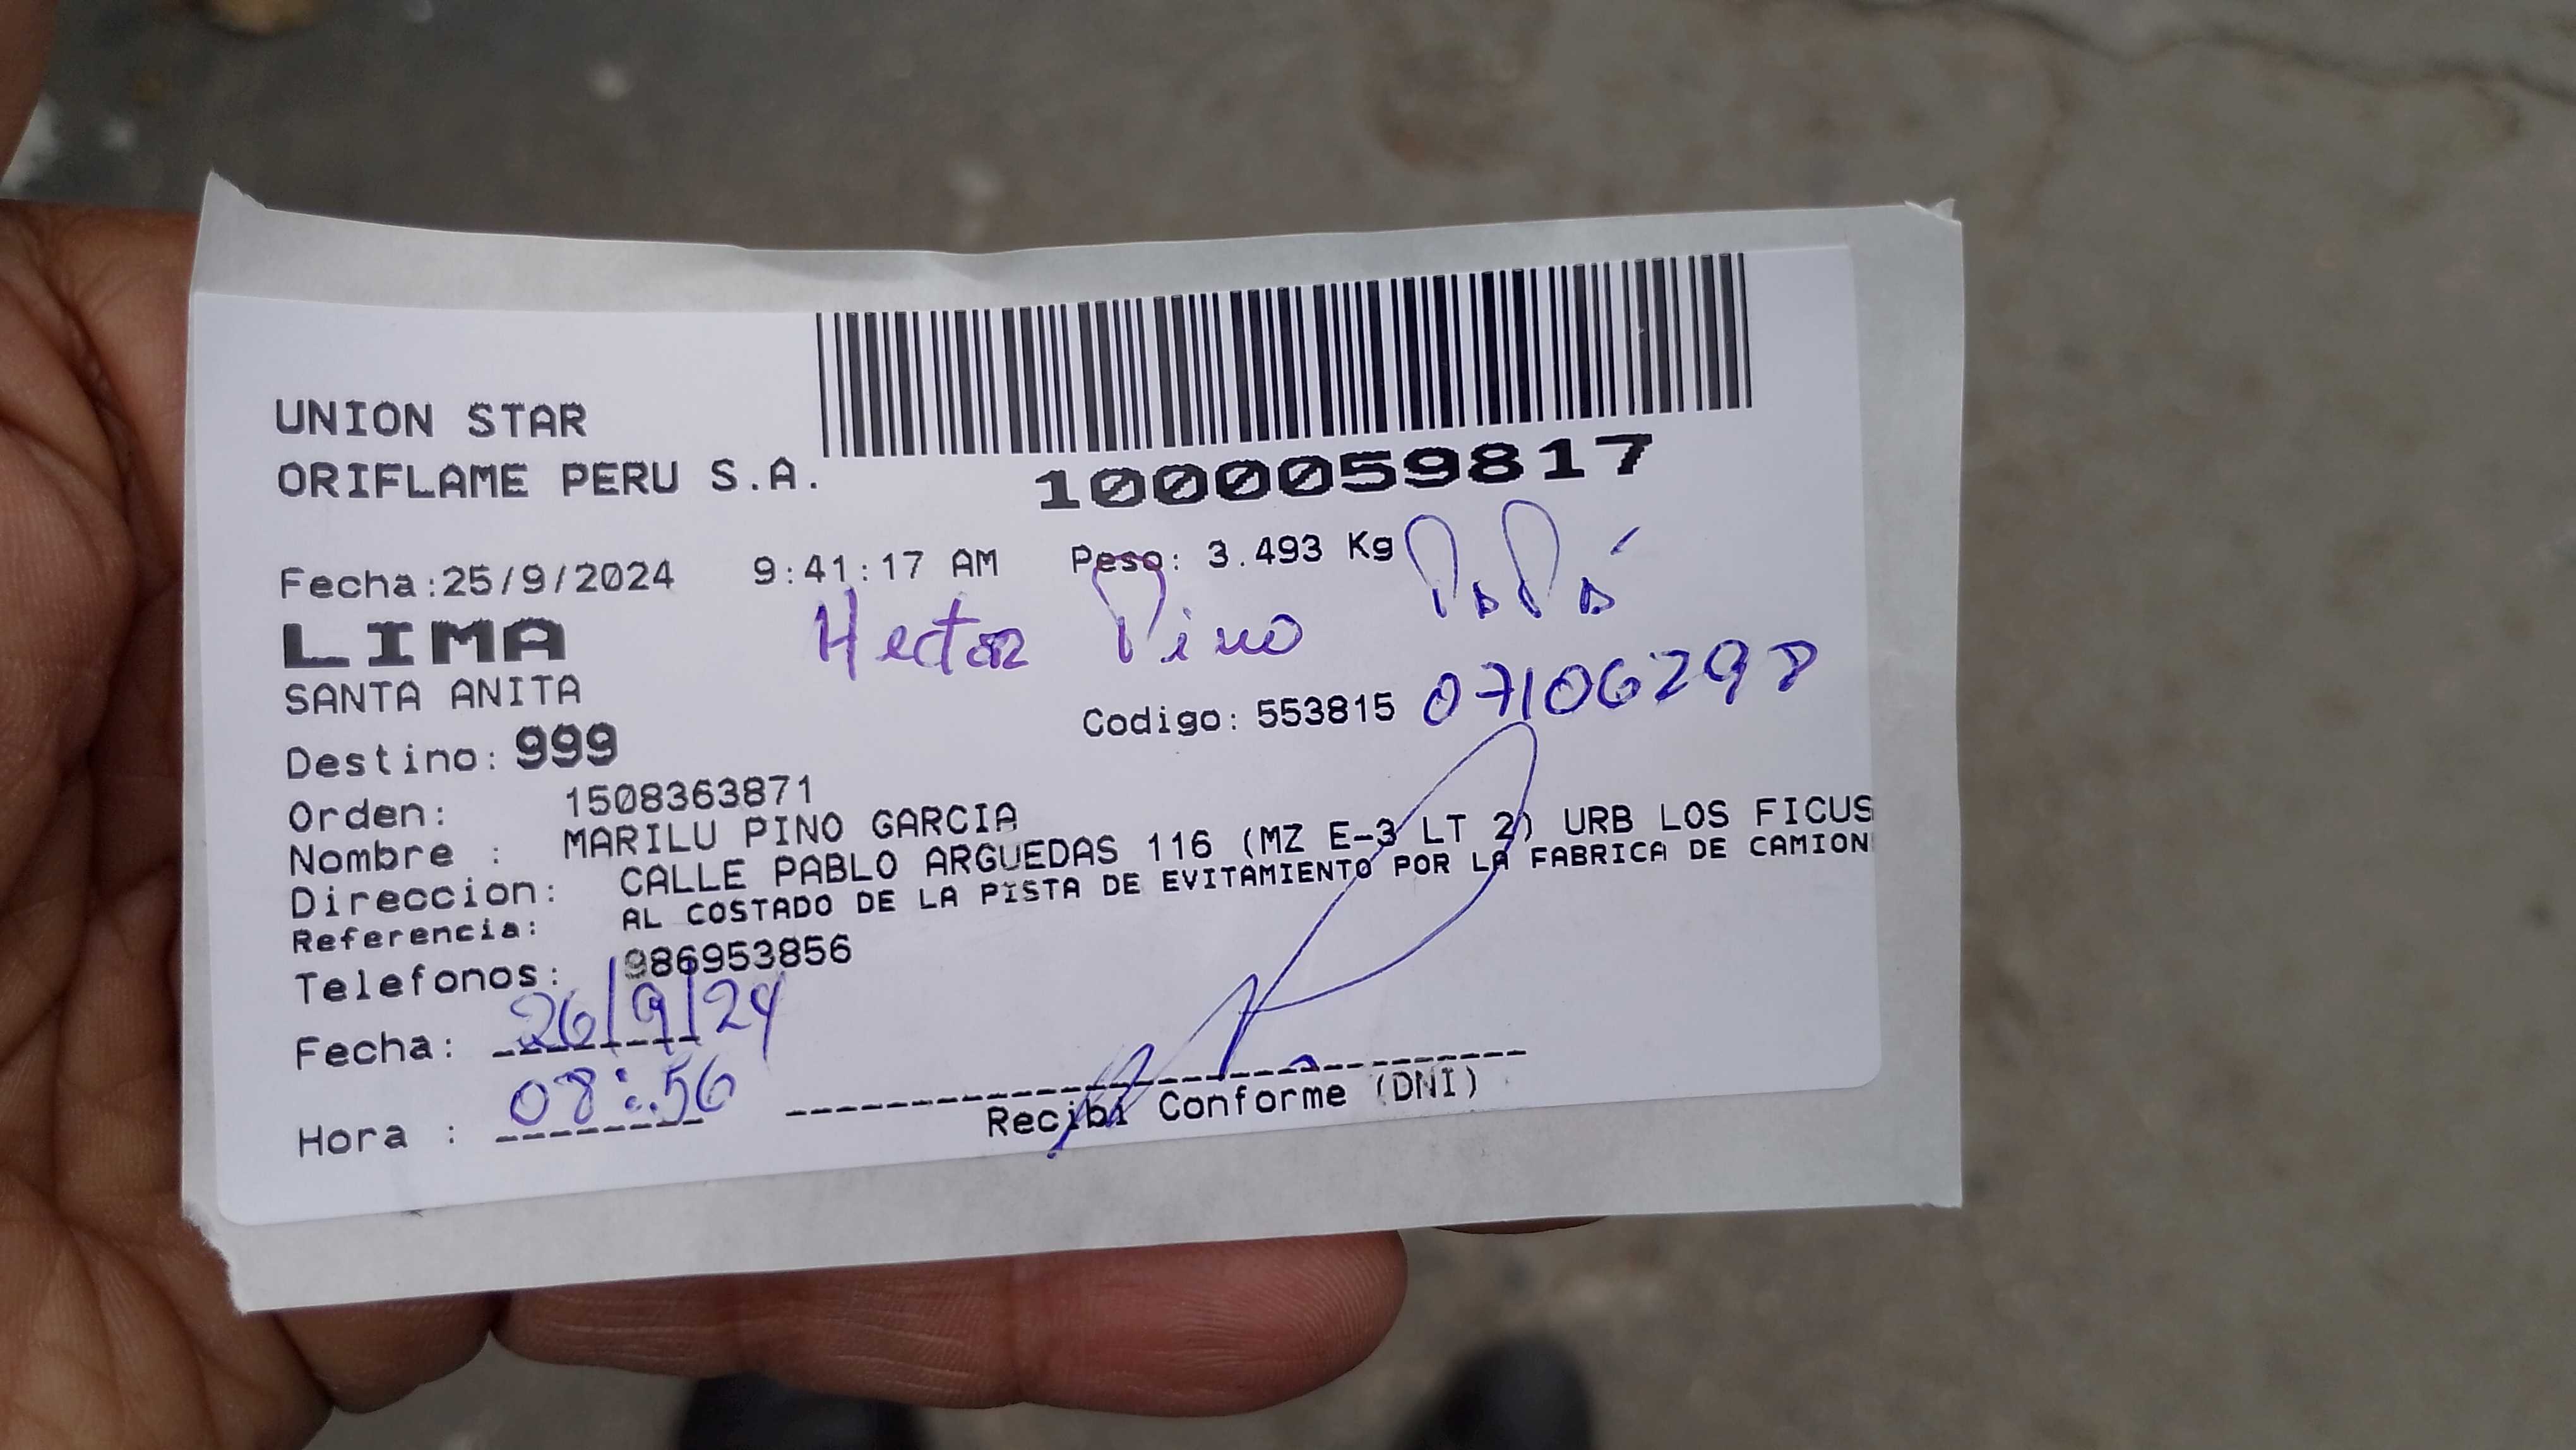 UNION STAR
ORIFLAME PERU S.A.
1000059817
Fecha:25/9/2024 9:41:17 AM Peso: 3.493 Kg
Hector Pino PaPá
LIMA
SANTA ANITA
Codigo: 553815 07106298
Destino: 999
Orden: 1508363871
Nombre : MARILU PINO GARCIA
Direccion: CALLE PABLO ARGUEDAS 116 (MZ E-3 LT 2) URB LOS FICUS
Referencia: AL COSTADO DE LA PISTA DE EVITAMIENTO POR LA FABRICA DE CAMION
Telefonos: 986953856
Fecha: 26/9/24
Hora : 08:56
Recibi Conforme (DNI)